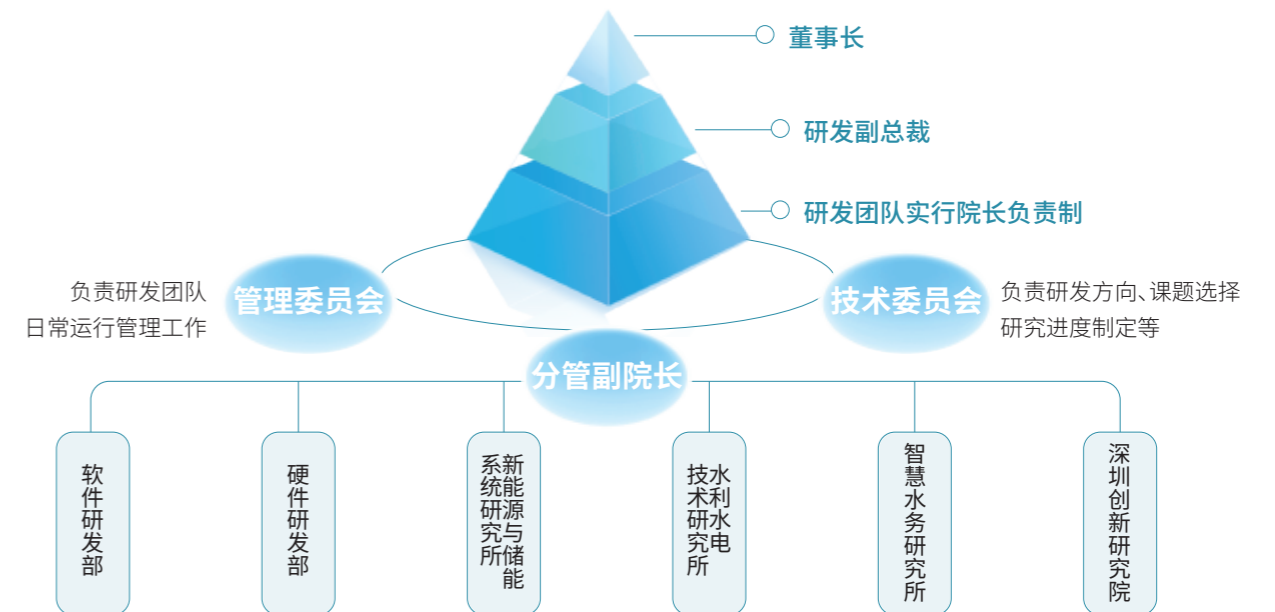 董事长
研发副总裁
研发团队实行院长负责制
负责研发团队
日常运行管理工作
管理委员会
技术委员会
负责研发方向、课题选择
研究进度制定等
分管副院长
软件研发部
硬件研发部
新能源与储能
系统研究所
水利水电
技术研究所
智慧水务研究所
深圳创新研究院